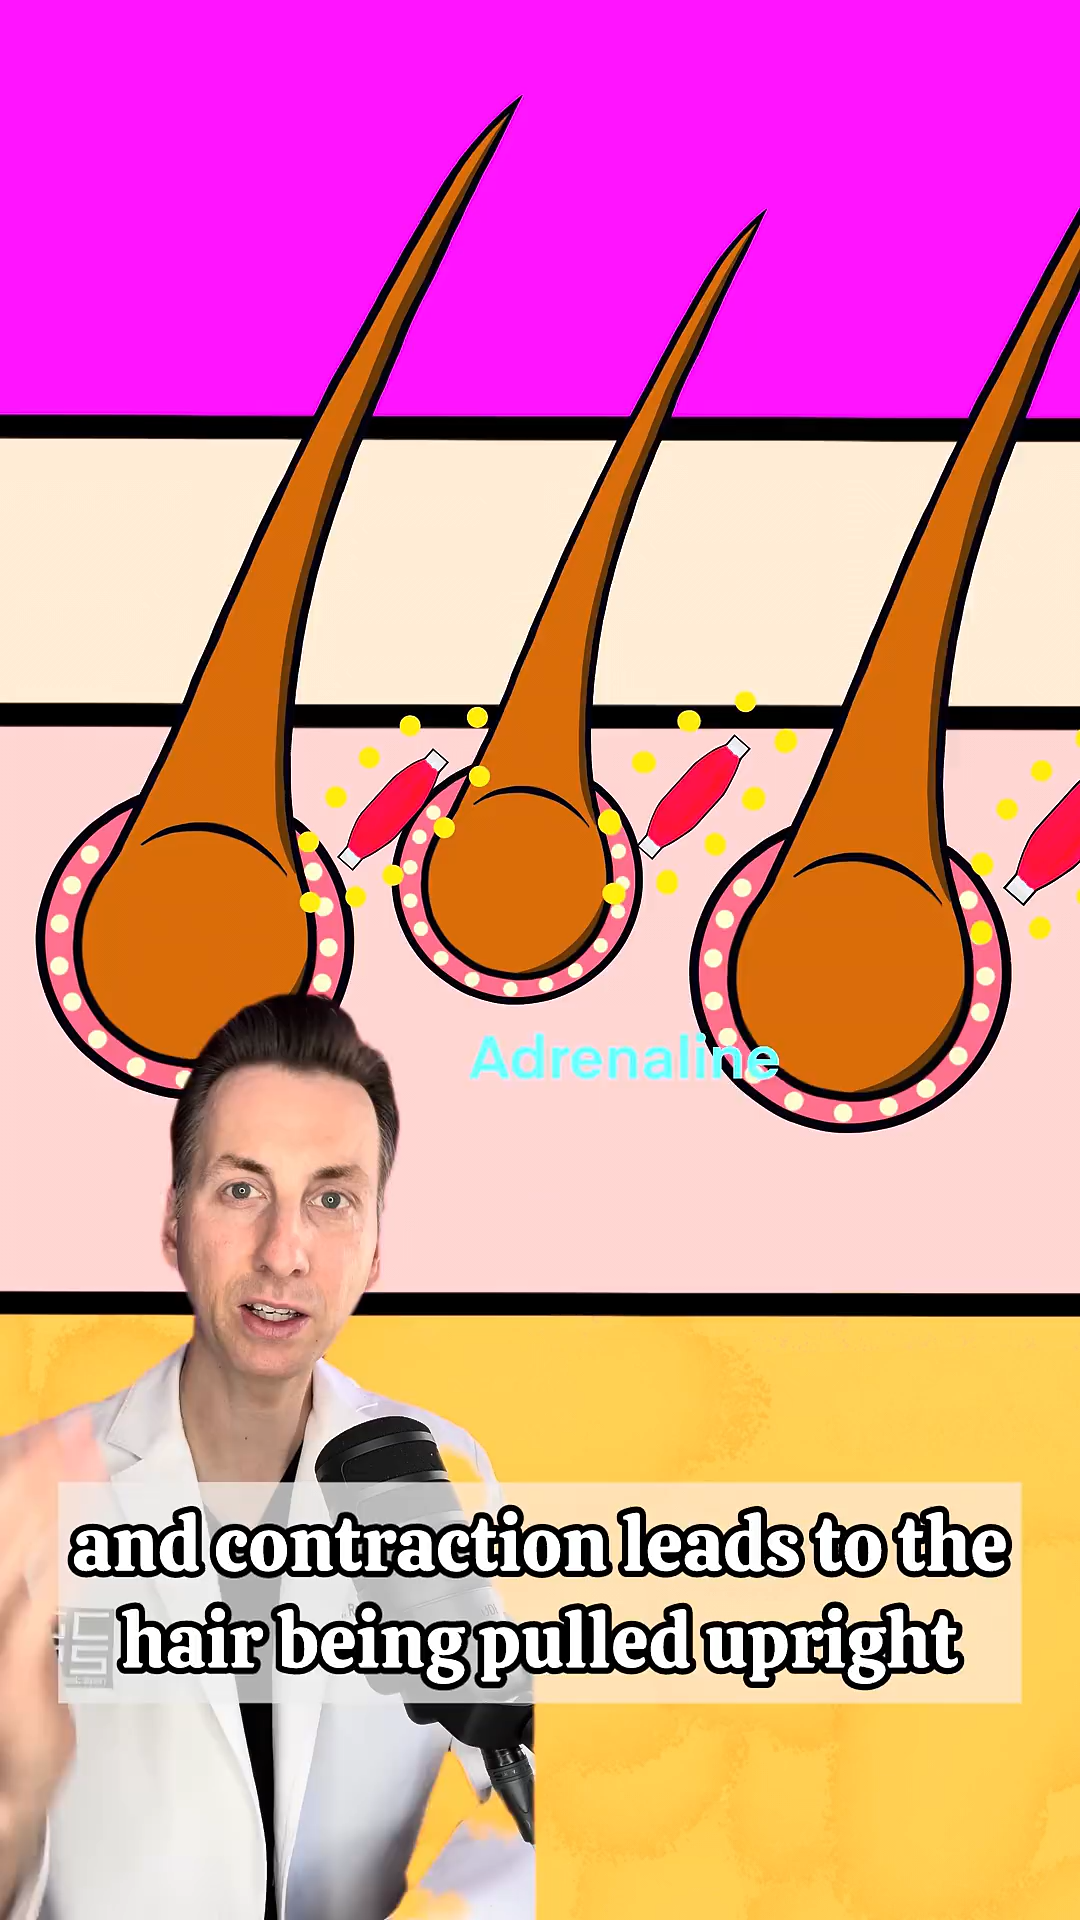 Adrenaline
and contraction leads to the
hair being pulled upright